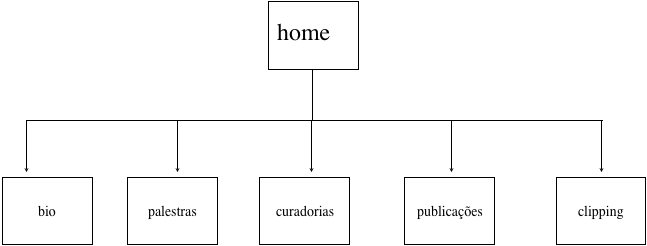 home
bio
palestras
curadorias
publicações
clipping